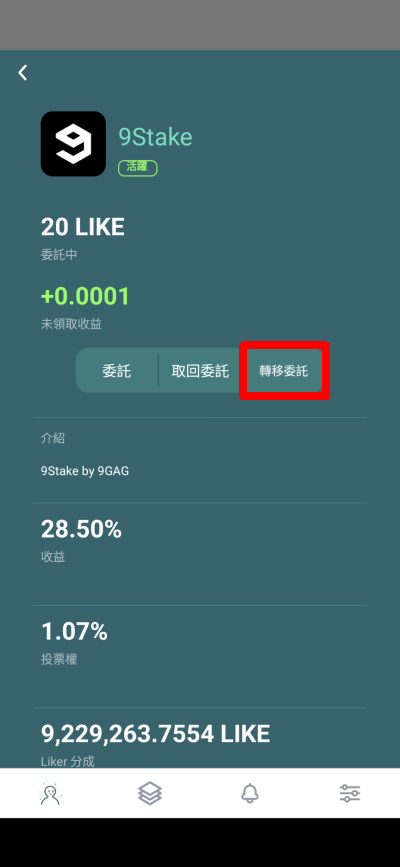 9Stake
活躍
20 LIKE
委託中
+0.0001
未領取收益
委託 取回委託 轉移委託
介紹
9Stake by 9GAG
28.50%
收益
1.07%
投票權
9,229,263.7554 LIKE
Liker 分成